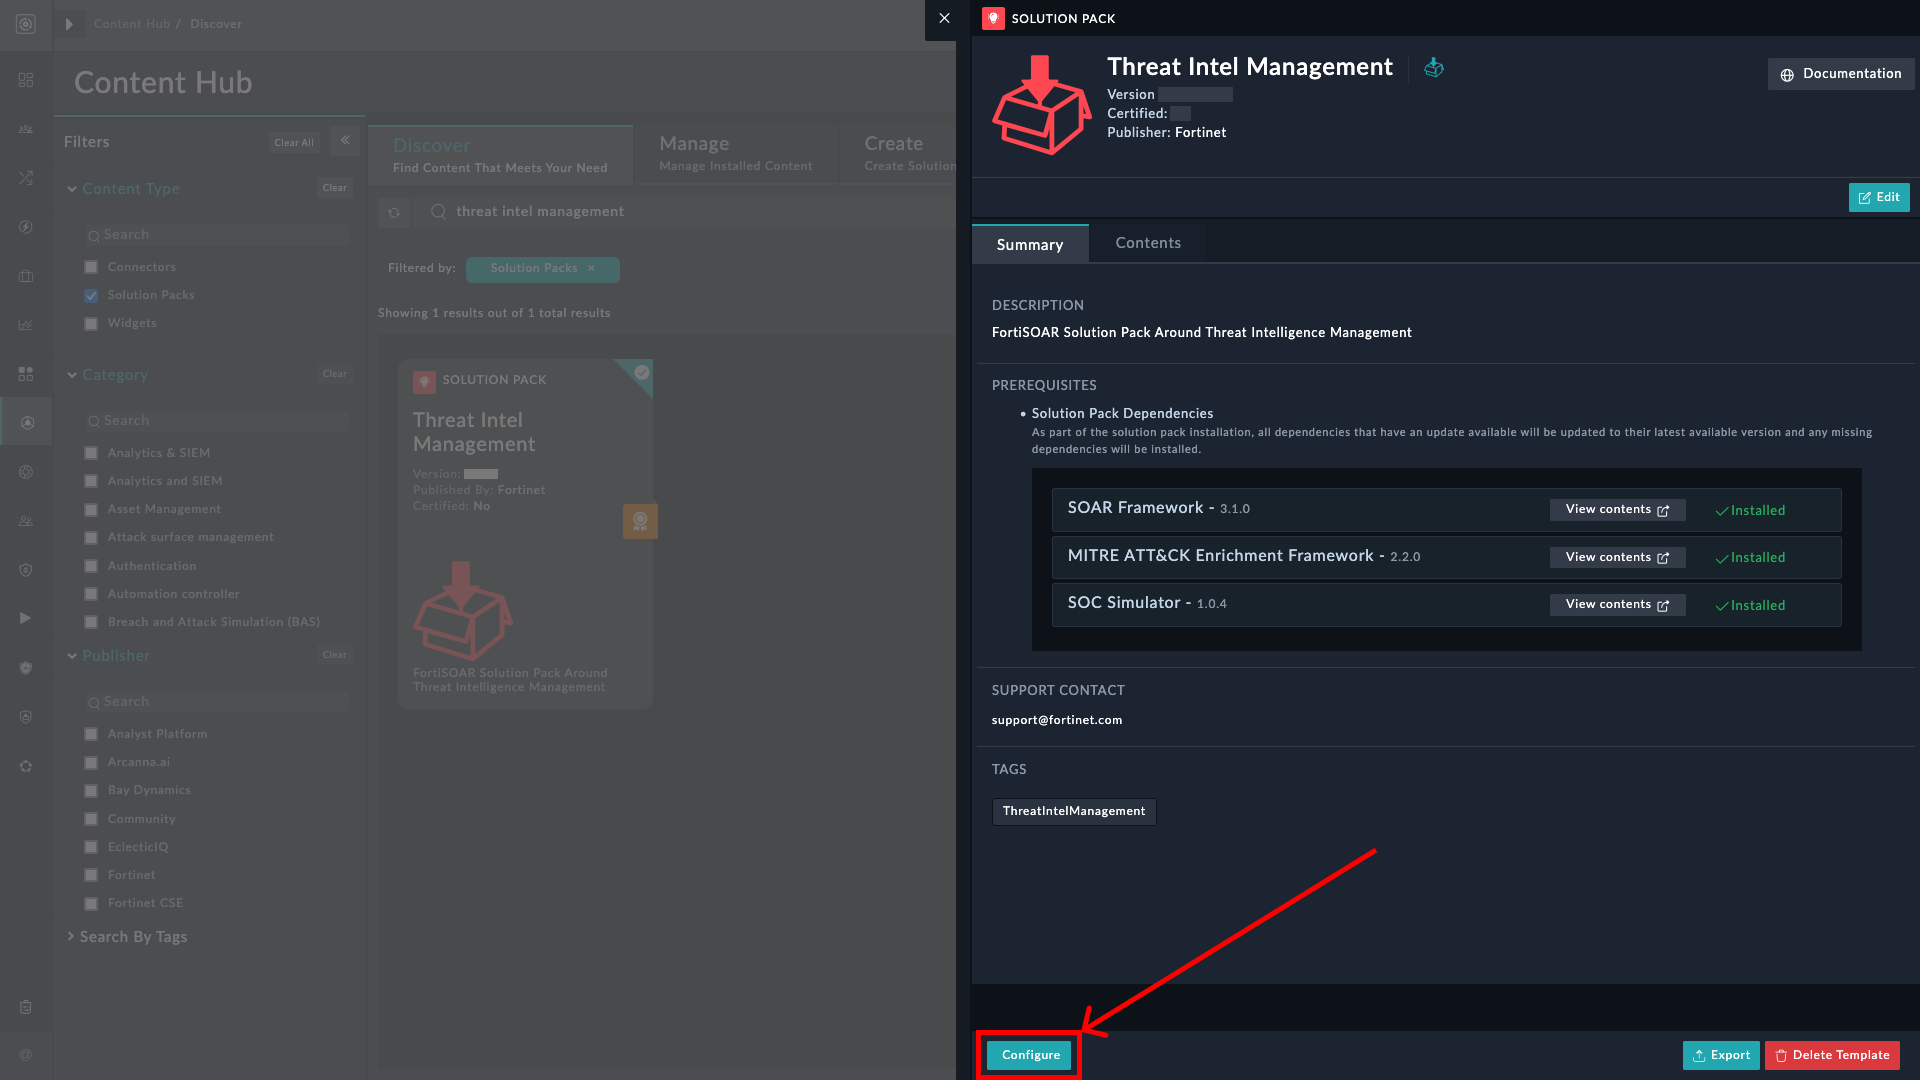 Content Hub / Discover
Content Hub
Filters
Clear All
Content Type
Clear
Search
Connectors
Solution Packs
Widgets
Category
Clear
Search
Analytics & SIEM
Analytics and SIEM
Asset Management
Attack surface management
Authentication
Automation controller
Breach and Attack Simulation (BAS)
Publisher
Clear
Search
Analyst Platform
Arcanna.ai
Bay Dynamics
Community
EclecticIQ
Fortinet
Fortinet CSE
Search By Tags
Discover
Find Content That Meets Your Need
Manage
Manage Installed Content
Create
Create Solution
threat intel management
Filtered by:
Solution Packs ×
Showing 1 results out of 1 total results
SOLUTION PACK
Threat Intel
Management
Version:
Published By: Fortinet
Certified: No
FortiSOAR Solution Pack Around
Threat Intelligence Management
SOLUTION PACK
Threat Intel Management
Version
Certified:
Publisher: Fortinet
Documentation
Edit
Summary
Contents
DESCRIPTION
FortiSOAR Solution Pack Around Threat Intelligence Management
PREREQUISITES
• Solution Pack Dependencies
As part of the solution pack installation, all dependencies that have an update available will be updated to their latest available version and any missing
dependencies will be installed.
SOAR Framework - 3.1.0
View contents
Installed
MITRE ATT&CK Enrichment Framework - 2.2.0
View contents
Installed
SOC Simulator - 1.0.4
View contents
Installed
SUPPORT CONTACT
support@fortinet.com
TAGS
ThreatIntelManagement
Configure
Export
Delete Template